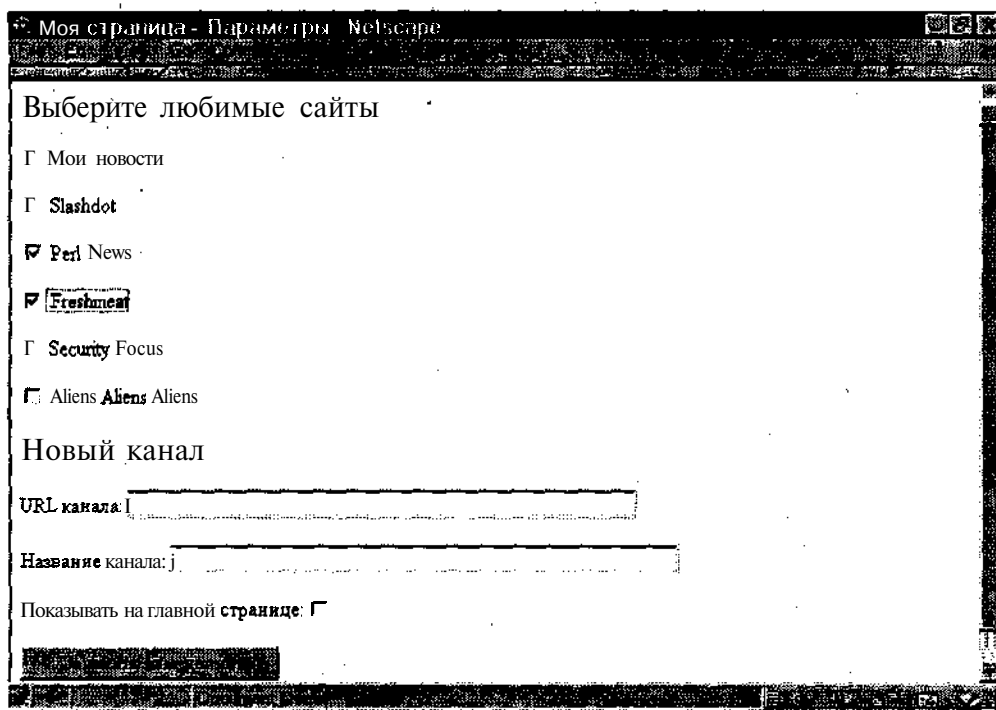 Моя страница - Параметры Netscape
Выберите любимые сайты
Мои новости
Slashdot
Perl News
Freshmeat
Security Focus
Aliens Aliens Aliens
Новый канал
URL канала:
Название канала:
Показывать на главной странице: